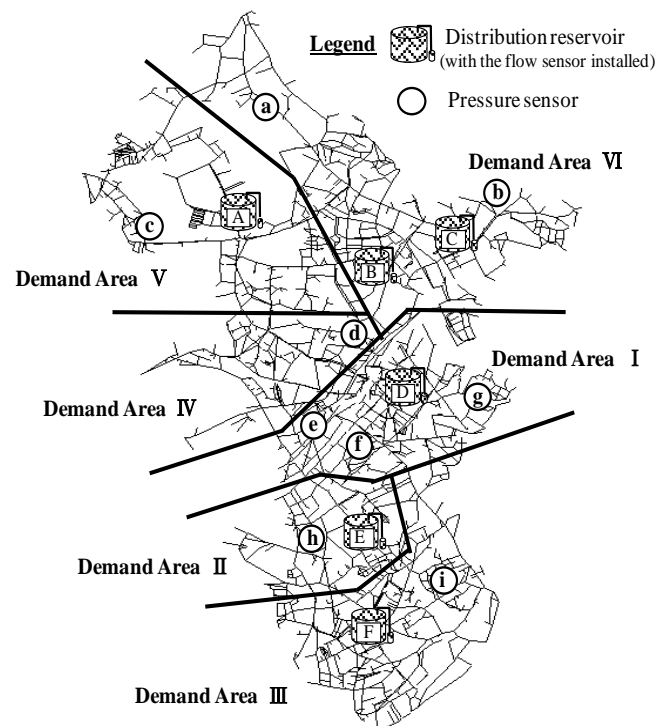 Legend
Distribution reservoir
(with the flow sensor installed)
Pressure sensor
a
Demand Area Ⅵ
b
c
A
C
B
Demand Area Ⅴ
d
Demand Area Ⅰ
D
g
Demand Area Ⅳ
e
f
E
h
Demand Area Ⅱ
i
F
Demand Area Ⅲ